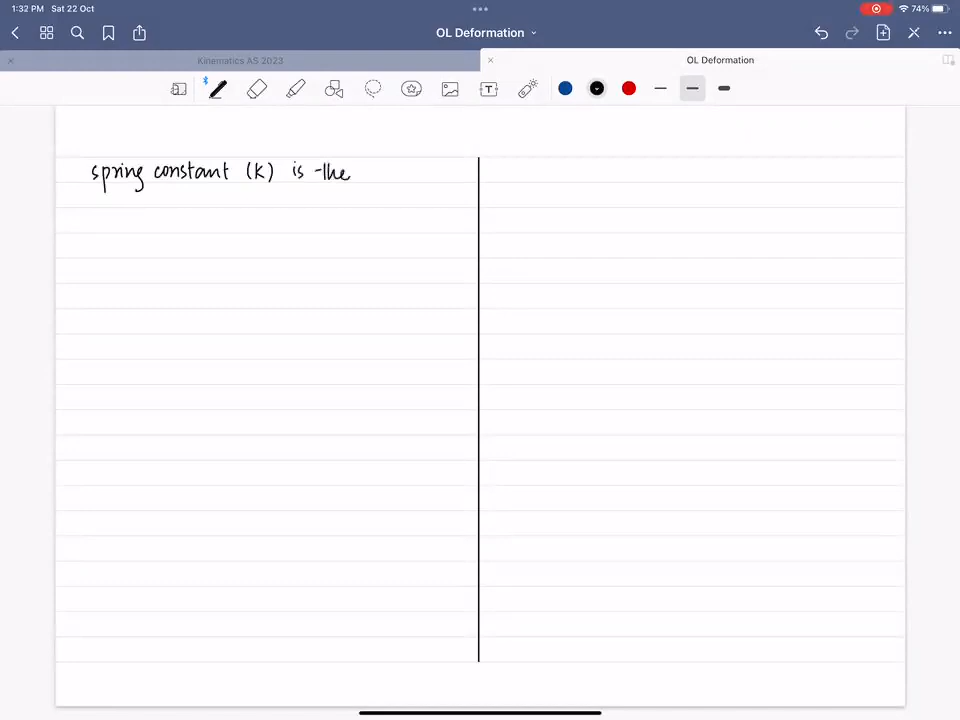 1:32 PM Sat 22 Oct
74%
OL Deformation
Kinematics AS 2023
OL Deformation
T
spring constant (K) is the